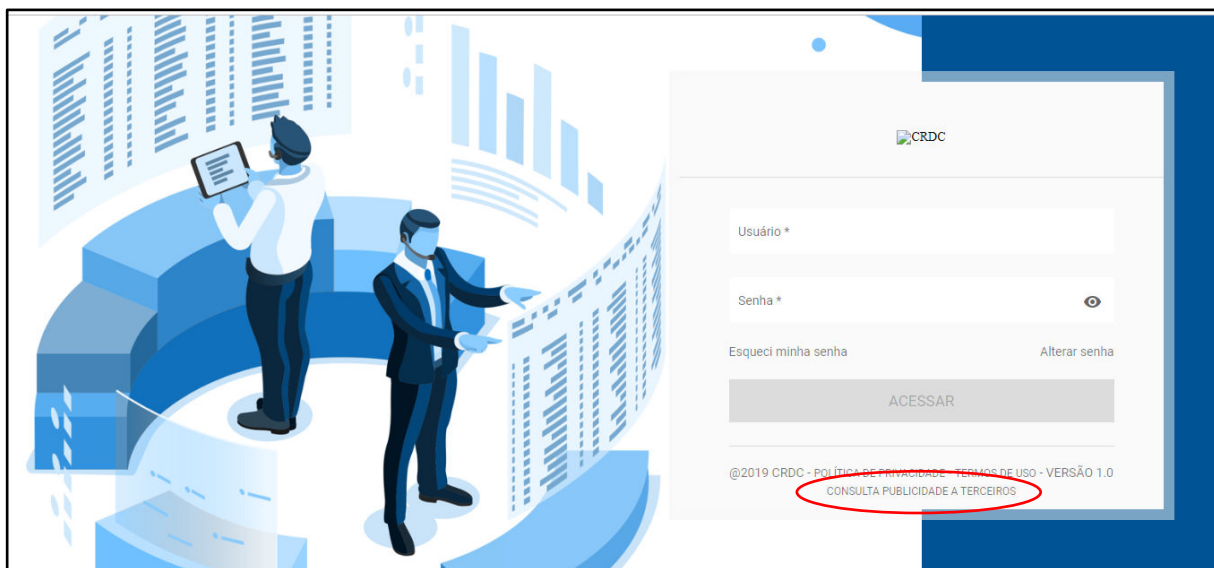 CRDC
Usuário *
Senha *
Esqueci minha senha
Alterar senha
ACESSAR
@2019 CRDC - POLÍTICA DE PRIVACIDADE - TERMOS DE USO - VERSÃO 1.0
CONSULTA PUBLICIDADE A TERCEIROS